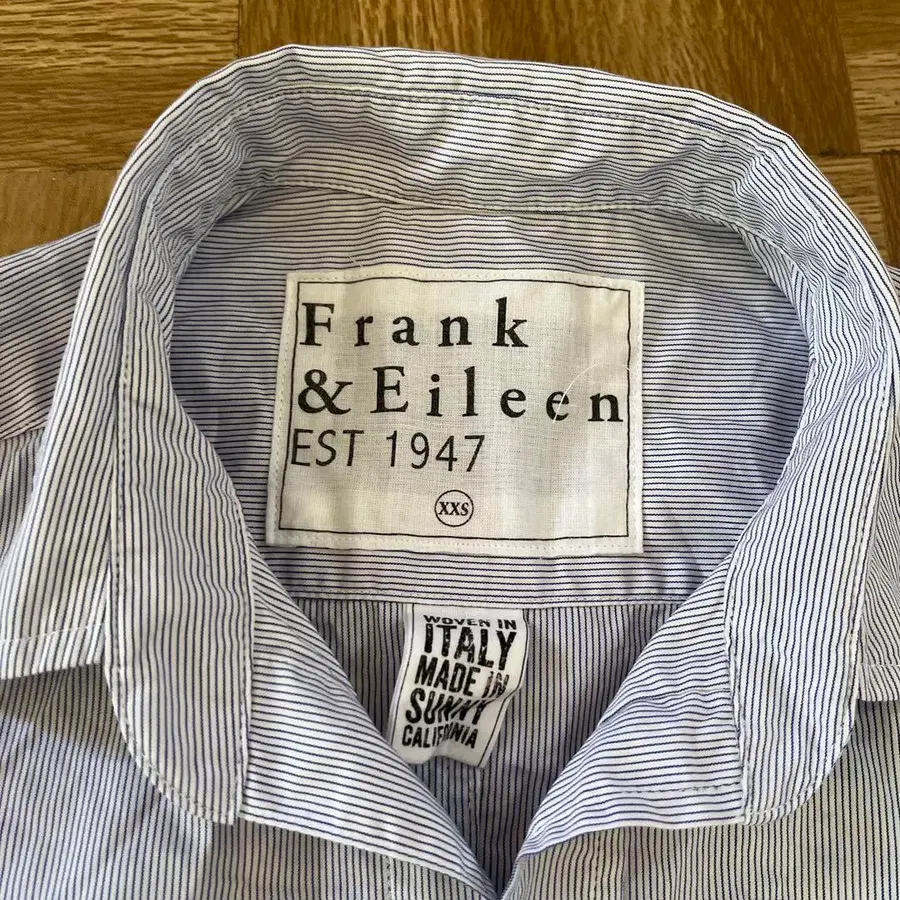 Frank
& Eileen
EST 1947
XXS
WOVEN IN
ITALY
MADE IN
SUNNY
CALIFORNIA